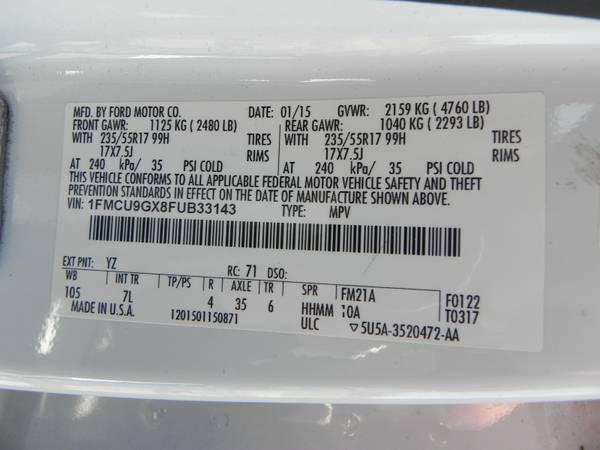 MFD. BY FORD MOTOR CO. DATE: 01/15 GVWR: 2159 KG ( 4760 LB)
FRONT GAWR: 1125 KG ( 2480 LB) REAR GAWR: 1040 KG ( 2293 LB)
WITH 235/55R17 99H TIRES WITH 235/55R17 99H TIRES
17X7.5J RIMS 17X7.5J RIMS
AT 240 kPa/ 35 PSI COLD AT 240 kPa/ 35 PSI COLD
THIS VEHICLE CONFORMS TO ALL APPLICABLE FEDERAL MOTOR VEHICLE SAFETY AND THEFT
PREVENTION STANDARDS IN EFFECT ON THE DATE OF MANUFACTURE SHOWN ABOVE.
VIN: 1FMCU9GX8FUB33143 TYPE: MPV
EXT PNT: YZ RC: 71 DSO:
WB INT TR TP/PS R AXLE TR SPR FM21A F0122
105 7L 4 35 6 HHMM 10A T0317
MADE IN U.S.A. 1201501150871 ULC ▽5U5A-3520472-AA